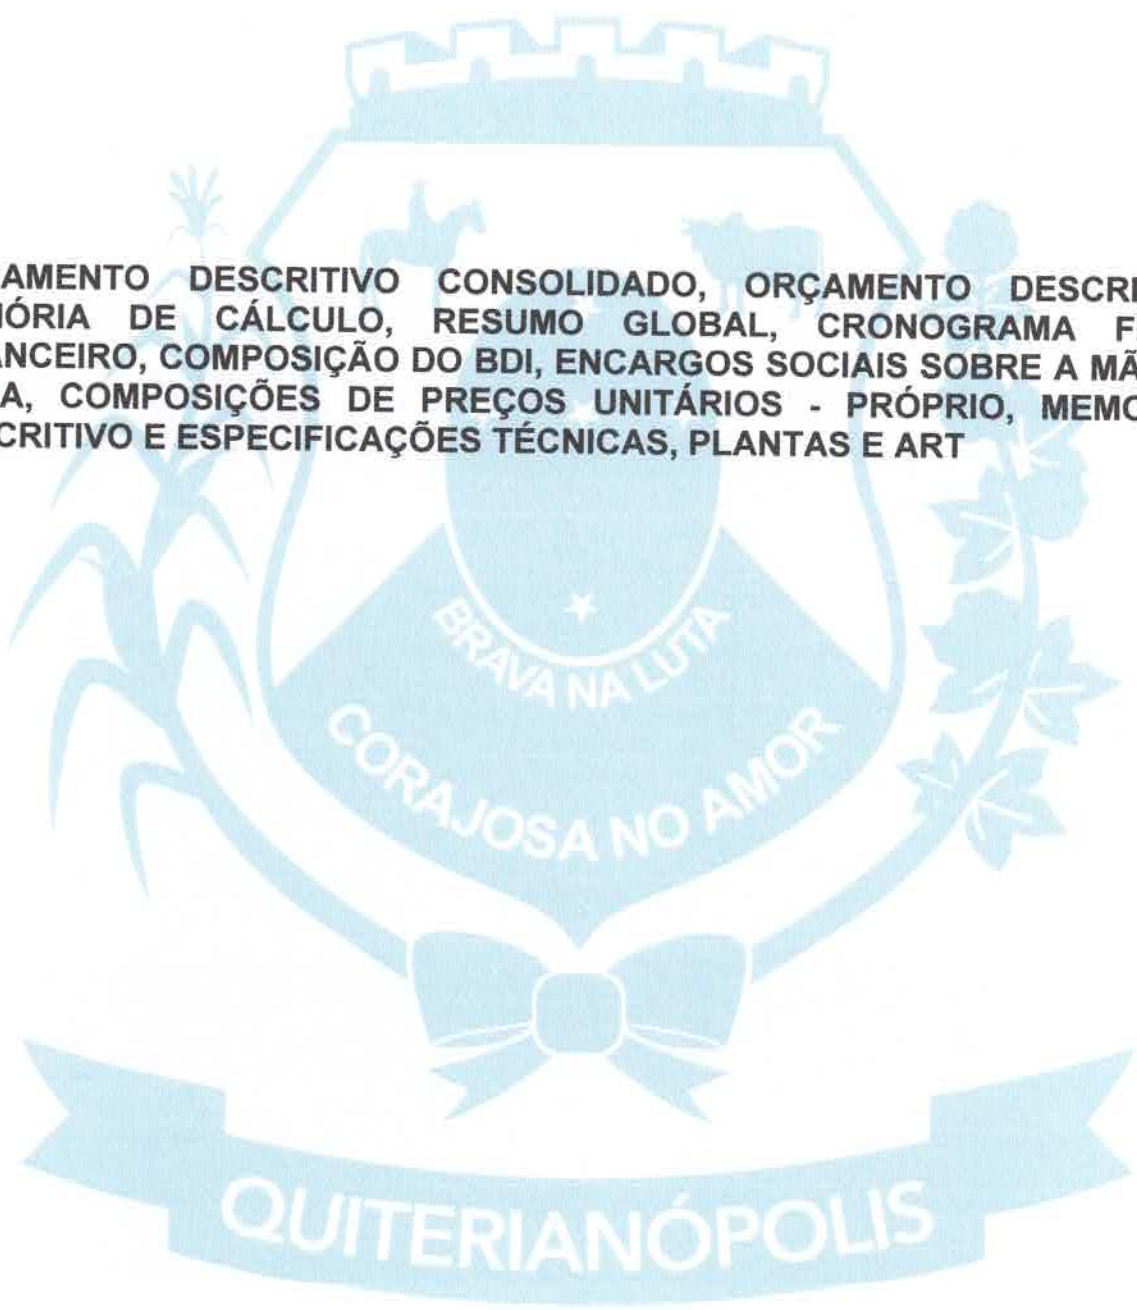 AMENTO DESCRITIVO CONSOLIDADO, ORÇAMENTO DESCRI
ÓRIA DE CÁLCULO, RESUMO GLOBAL, CRONOGRAMA F
ANCEIRO, COMPOSIÇÃO DO BDI, ENCARGOS SOCIAIS SOBRE A MÃ
A, COMPOSIÇÕES DE PREÇOS UNITÁRIOS - PRÓPRIO, MEMO
CRITIVO E ESPECIFICAÇÕES TÉCNICAS, PLANTAS E ART
BRAVA NA LUTA
CORAJOSA NO AMOR
QUITERIANÓPOLIS